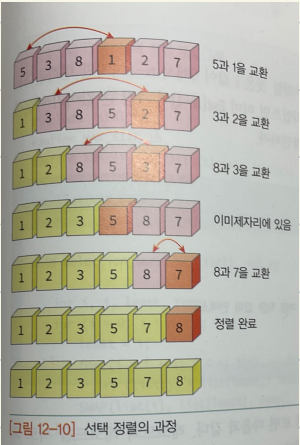 5 3 8 1 2 7 5과 1을 교환
1 3 8 5 2 7 3과 2을 교환
1 2 8 5 3 7 8과 3을 교환
1 2 3 5 8 7 이미제자리에 있음
1 2 3 5 8 7 8과 7을 교환
1 2 3 5 7 8 정렬 완료
1 2 3 5 7 8
[그림 12-10] 선택 정렬의 과정